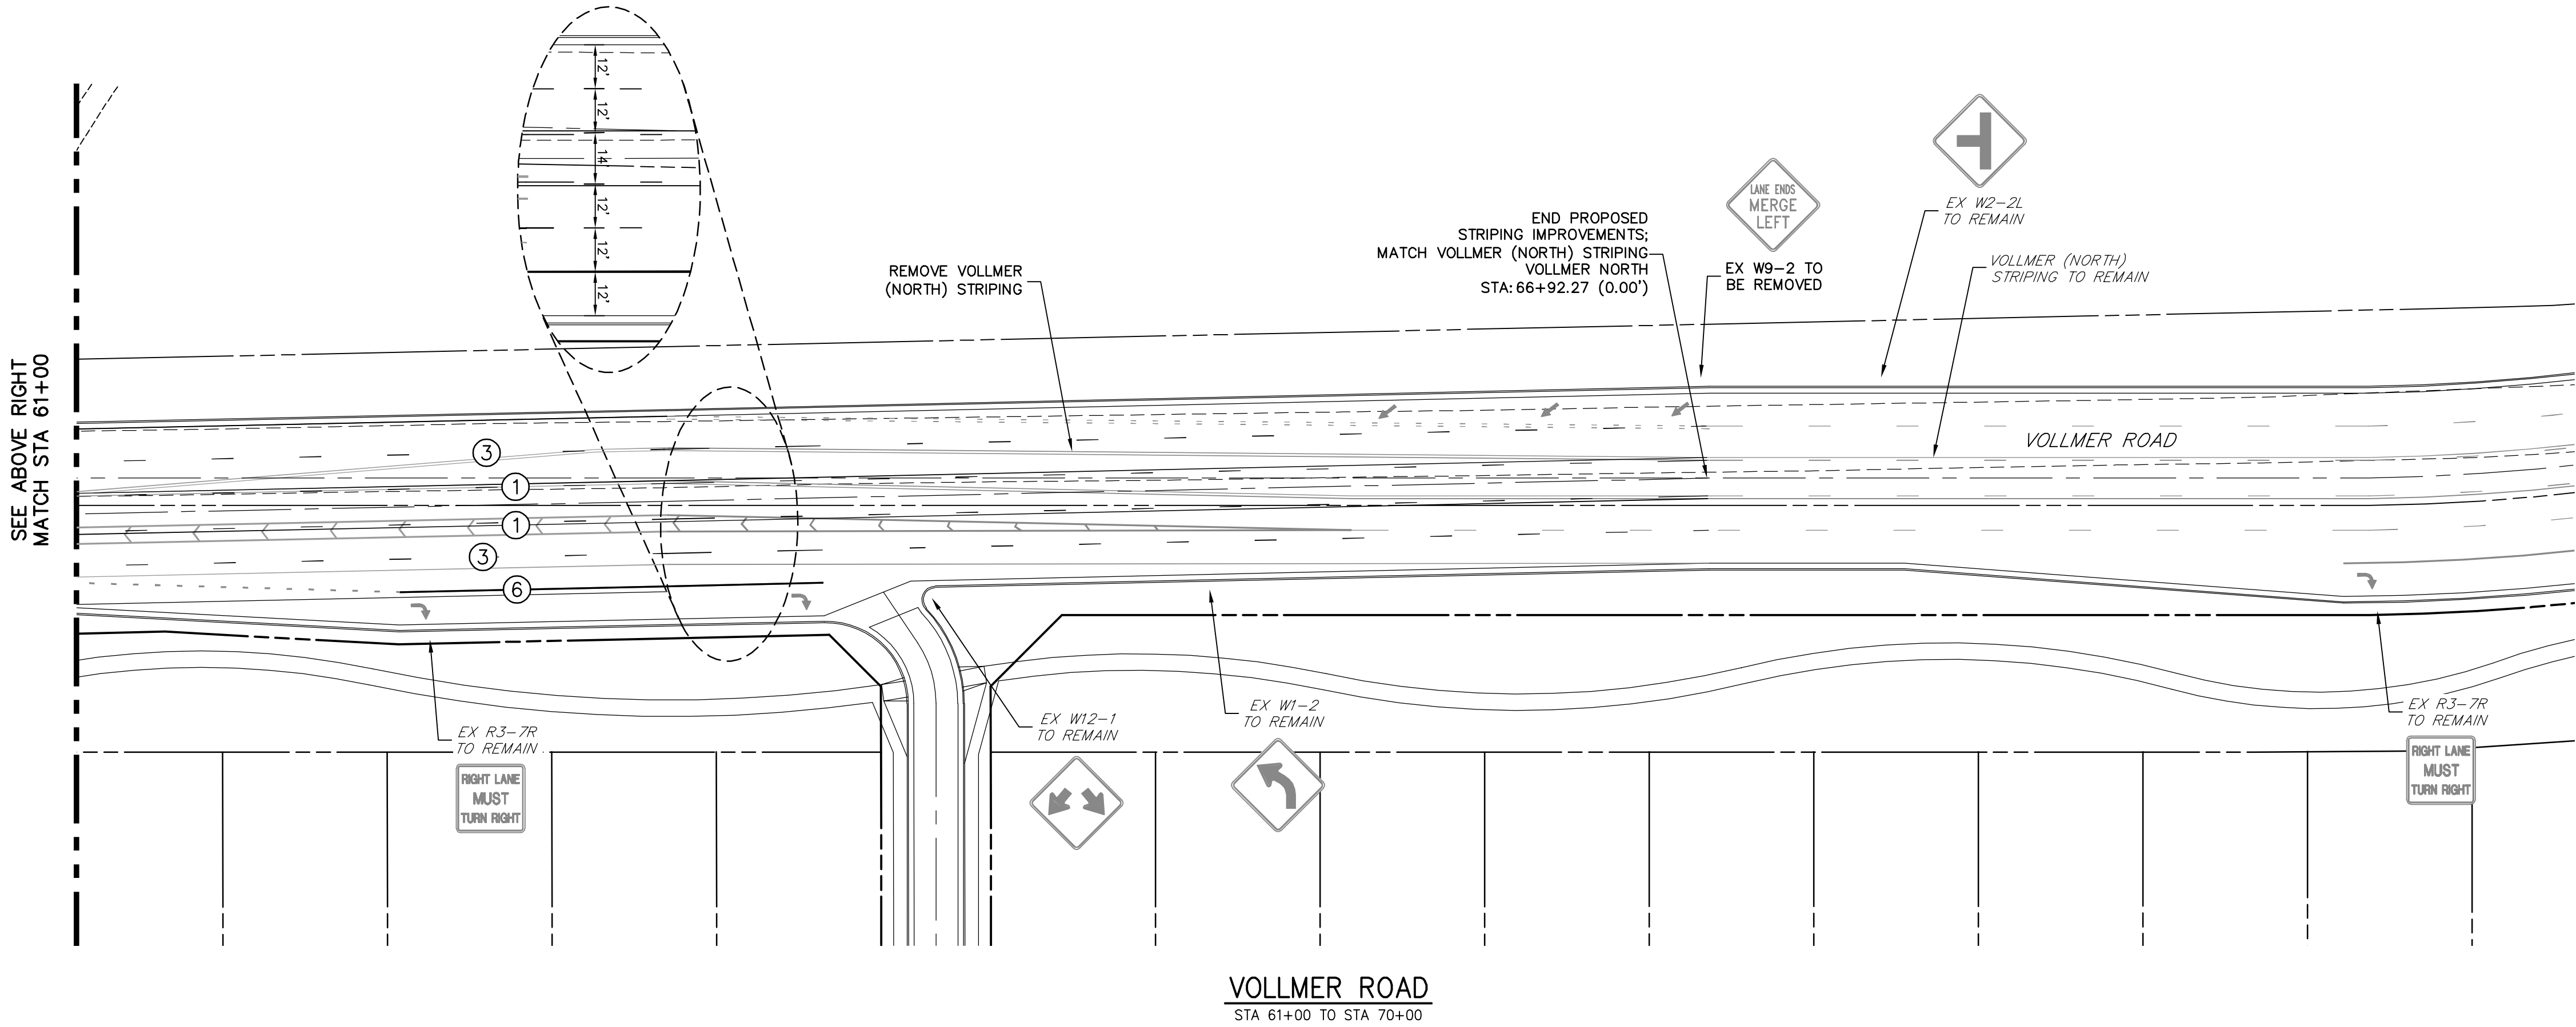 12'
12'
14'
12'
12'
12'
SEE ABOVE RIGHT
MATCH STA 61+00
REMOVE VOLLMER
(NORTH) STRIPING
END PROPOSED
STRIPING IMPROVEMENTS;
MATCH VOLLMER (NORTH) STRIPING
VOLLMER NORTH
STA: 66+92.27 (0.00')
LANE ENDS
MERGE
LEFT
EX W9-2 TO
BE REMOVED
EX W2-2L
TO REMAIN
VOLLMER (NORTH)
STRIPING TO REMAIN
VOLLMER ROAD
3
1
1
3
6
EX R3-7R
TO REMAIN
RIGHT LANE
MUST
TURN RIGHT
EX W12-1
TO REMAIN
EX W1-2
TO REMAIN
EX R3-7R
TO REMAIN
RIGHT LANE
MUST
TURN RIGHT
VOLLMER ROAD
STA 61+00 TO STA 70+00